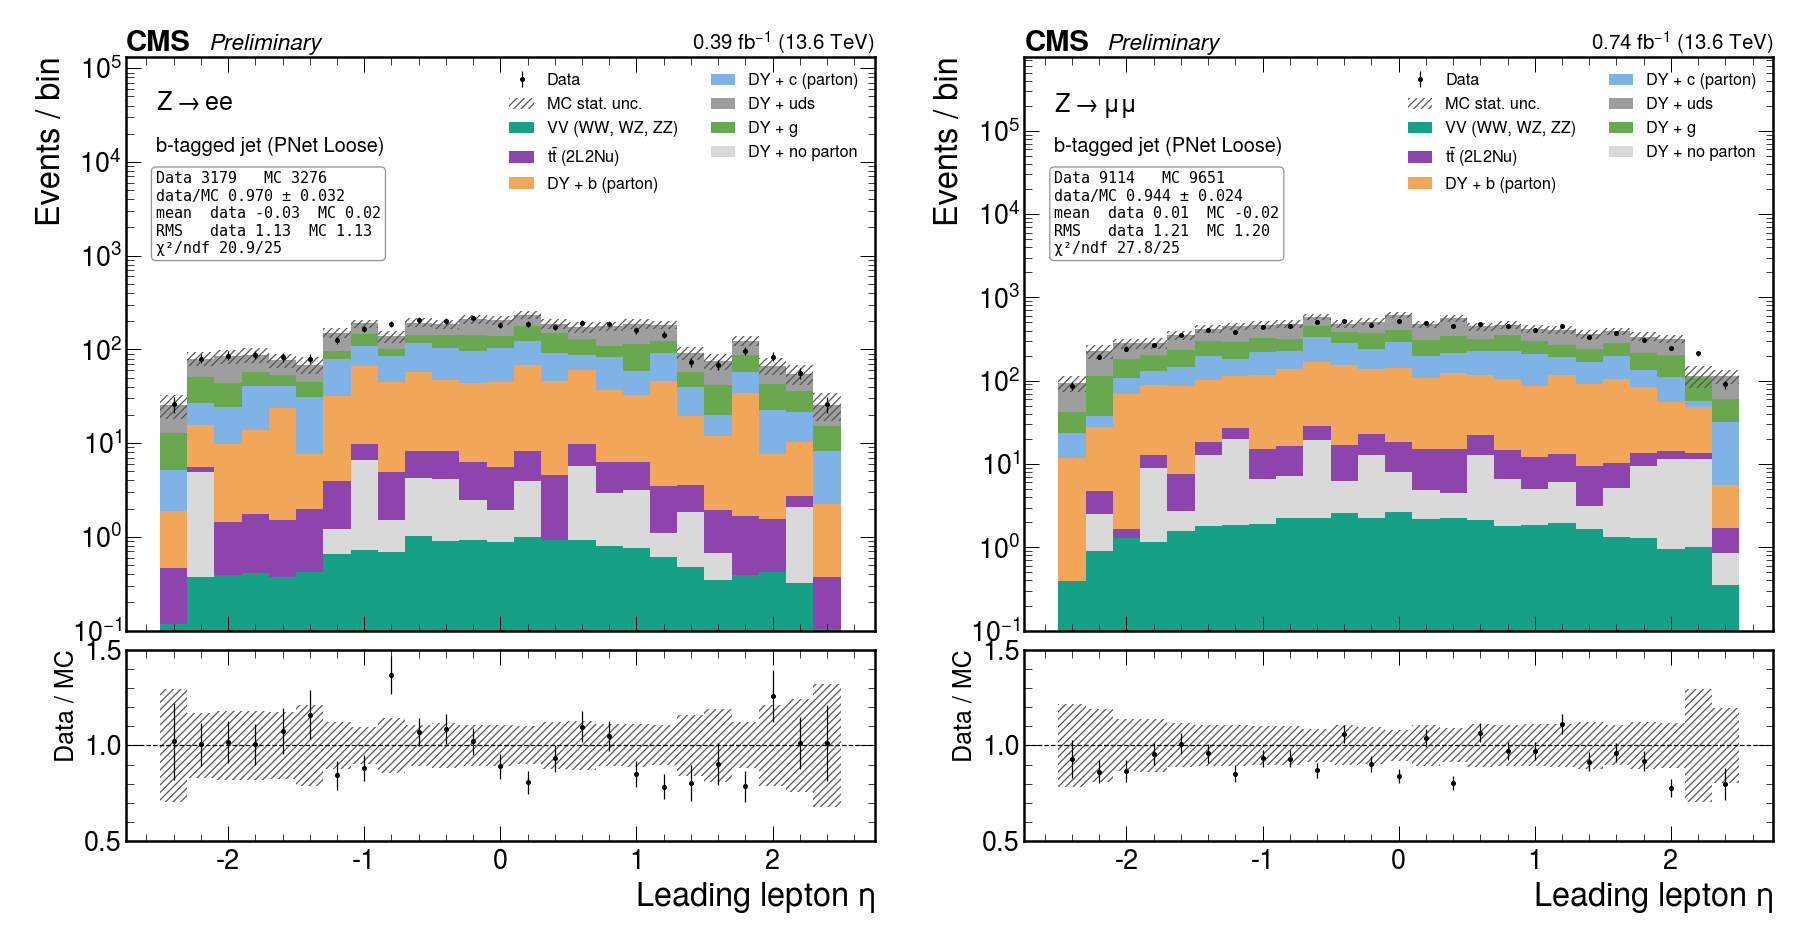 CMS Preliminary 0.39 fb⁻¹ (13.6 TeV)
Events / bin
10⁵
10⁴
10³
10²
10¹
10⁰
10⁻¹
Z → ee
b-tagged jet (PNet Loose)
Data 3179 MC 3276
data/MC 0.970 ± 0.032
mean data -0.03 MC 0.02
RMS data 1.13 MC 1.13
χ²/ndf 20.9/25
Data
MC stat. unc.
VV (WW, WZ, ZZ)
tt̄ (2L2Nu)
DY + b (parton)
DY + c (parton)
DY + uds
DY + g
DY + no parton
Data / MC
1.5
1.0
0.5
-2 -1 0 1 2
Leading lepton η
CMS Preliminary 0.74 fb⁻¹ (13.6 TeV)
Events / bin
10⁵
10⁴
10³
10²
10¹
10⁰
10⁻¹
Z → μμ
b-tagged jet (PNet Loose)
Data 9114 MC 9651
data/MC 0.944 ± 0.024
mean data 0.01 MC -0.02
RMS data 1.21 MC 1.20
χ²/ndf 27.8/25
Data
MC stat. unc.
VV (WW, WZ, ZZ)
tt̄ (2L2Nu)
DY + b (parton)
DY + c (parton)
DY + uds
DY + g
DY + no parton
Data / MC
1.5
1.0
0.5
-2 -1 0 1 2
Leading lepton η